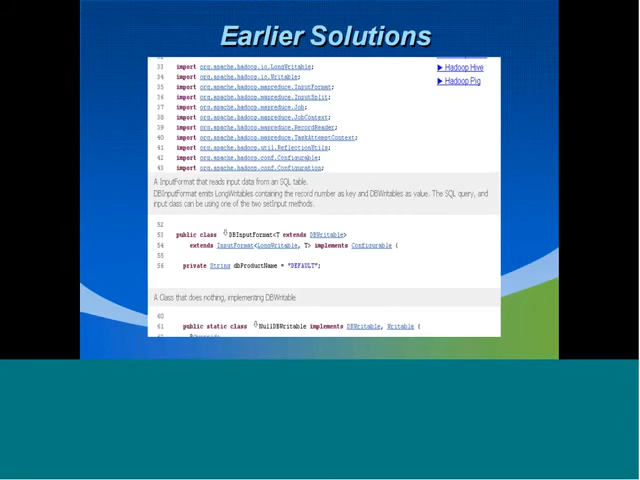 Earlier Solutions
33 import org.apache.hadoop.io.LongWritable;
▶ Hadoop Hive
34 import org.apache.hadoop.io.Writable;
▶ Hadoop Pig
35 import org.apache.hadoop.mapreduce.InputFormat;
36 import org.apache.hadoop.mapreduce.InputSplit;
37 import org.apache.hadoop.mapreduce.Job;
38 import org.apache.hadoop.mapreduce.JobContext;
39 import org.apache.hadoop.mapreduce.RecordReader;
40 import org.apache.hadoop.mapreduce.TaskAttemptContext;
41 import org.apache.hadoop.util.ReflectionUtils;
42 import org.apache.hadoop.conf.Configurable;
43 import org.apache.hadoop.conf.Configuration;
A InputFormat that reads input data from an SQL table.
DBInputFormat emits LongWritables containing the record number as key and DBWritables as value. The SQL query, and
input class can be using one of the two setInput methods.
52
53 public class DBInputFormat<T extends DBWritable>
54 extends InputFormat<LongWritable, T> implements Configurable {
55
56 private String dbProductName = "DEFAULT";
A Class that does nothing, implementing DBWritable
60
61 public static class NullDBWritable implements DBWritable, Writable {